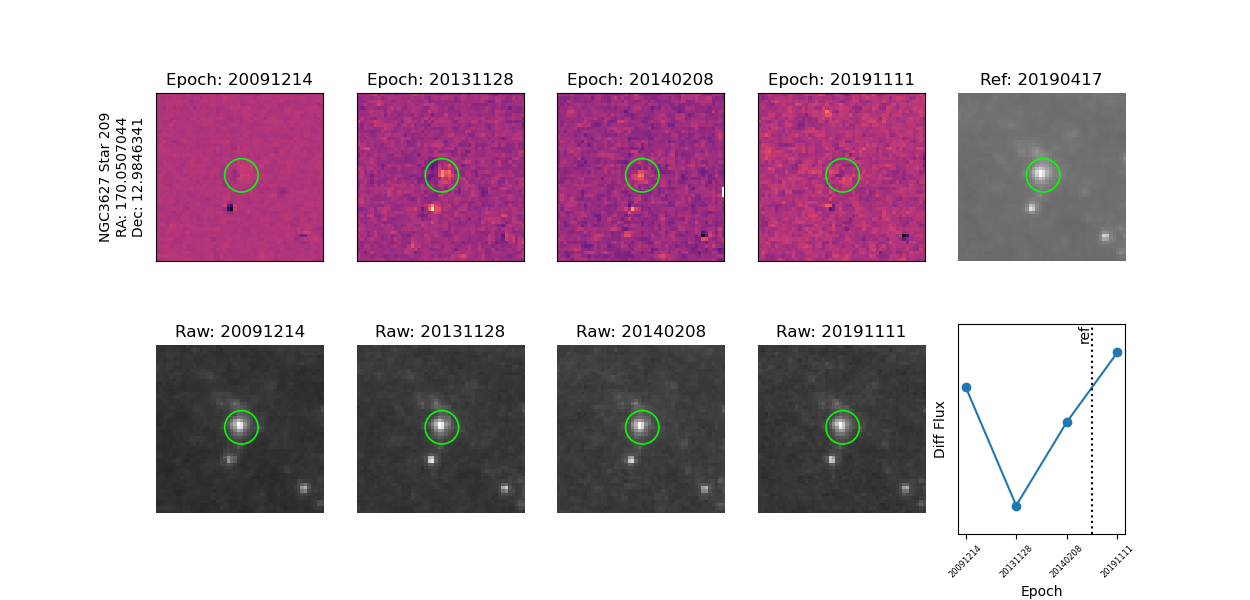 NGC3627 Star 209
RA: 170.0507044
Dec: 12.9846341
Epoch: 20091214
Epoch: 20131128
Epoch: 20140208
Epoch: 20191111
Ref: 20190417
Raw: 20091214
Raw: 20131128
Raw: 20140208
Raw: 20191111
ref
Diff Flux
20091214
20131128
20140208
20191111
Epoch